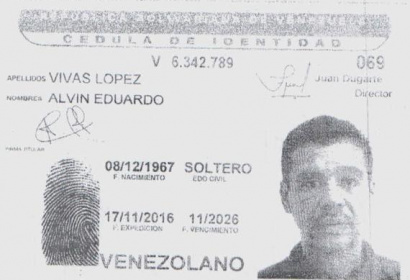 REPUBLICA BOLIVARIANA DE VENEZUELA
CEDULA DE IDENTIDAD
V 6.342.789 069
APELLIDOS VIVAS LOPEZ
Juan Dugarte
Director
NOMBRES ALVIN EDUARDO
FIRMA TITULAR
08/12/1967 SOLTERO
F. NACIMIENTO EDO CIVIL
17/11/2016 11/2026
F. EXPEDICION F. VENCIMIENTO
VENEZOLANO